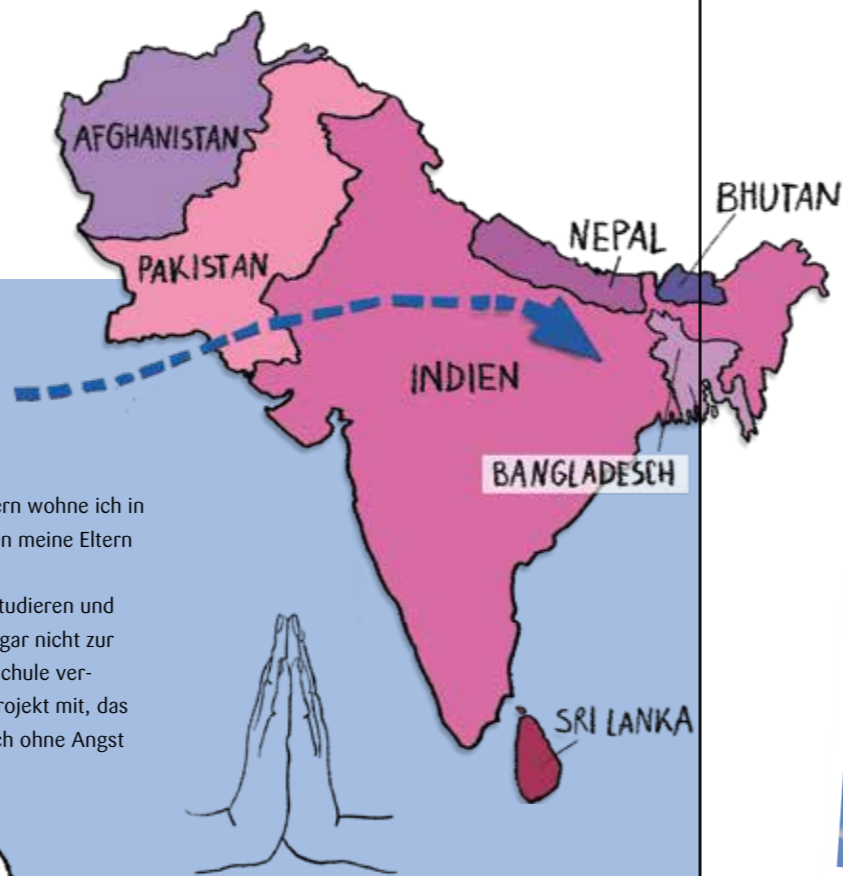 AFGHANISTAN
PAKISTAN
NEPAL
BHUTAN
INDIEN
BANGLADESCH
SRI LANKA
ern wohne ich in
n meine Eltern
tudieren und
gar nicht zur
chule ver-
rojekt mit, das
ch ohne Angst